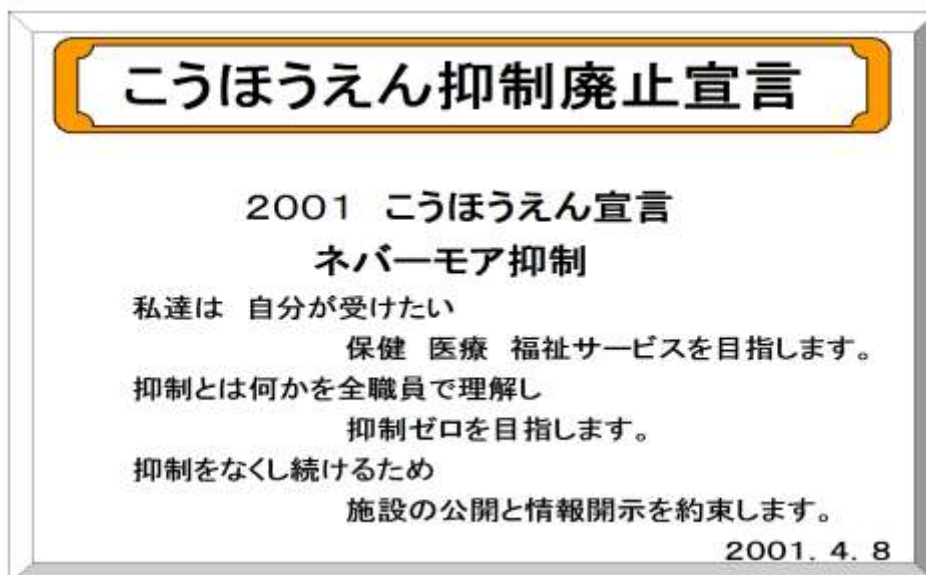 こうほうえん抑制廃止宣言
２００１　こうほうえん宣言
ネバーモア抑制
私達は　自分が受けたい
保健　医療　福祉サービスを目指します。
抑制とは何かを全職員で理解し
抑制ゼロを目指します。
抑制をなくし続けるため
施設の公開と情報開示を約束します。
２００１．４．８